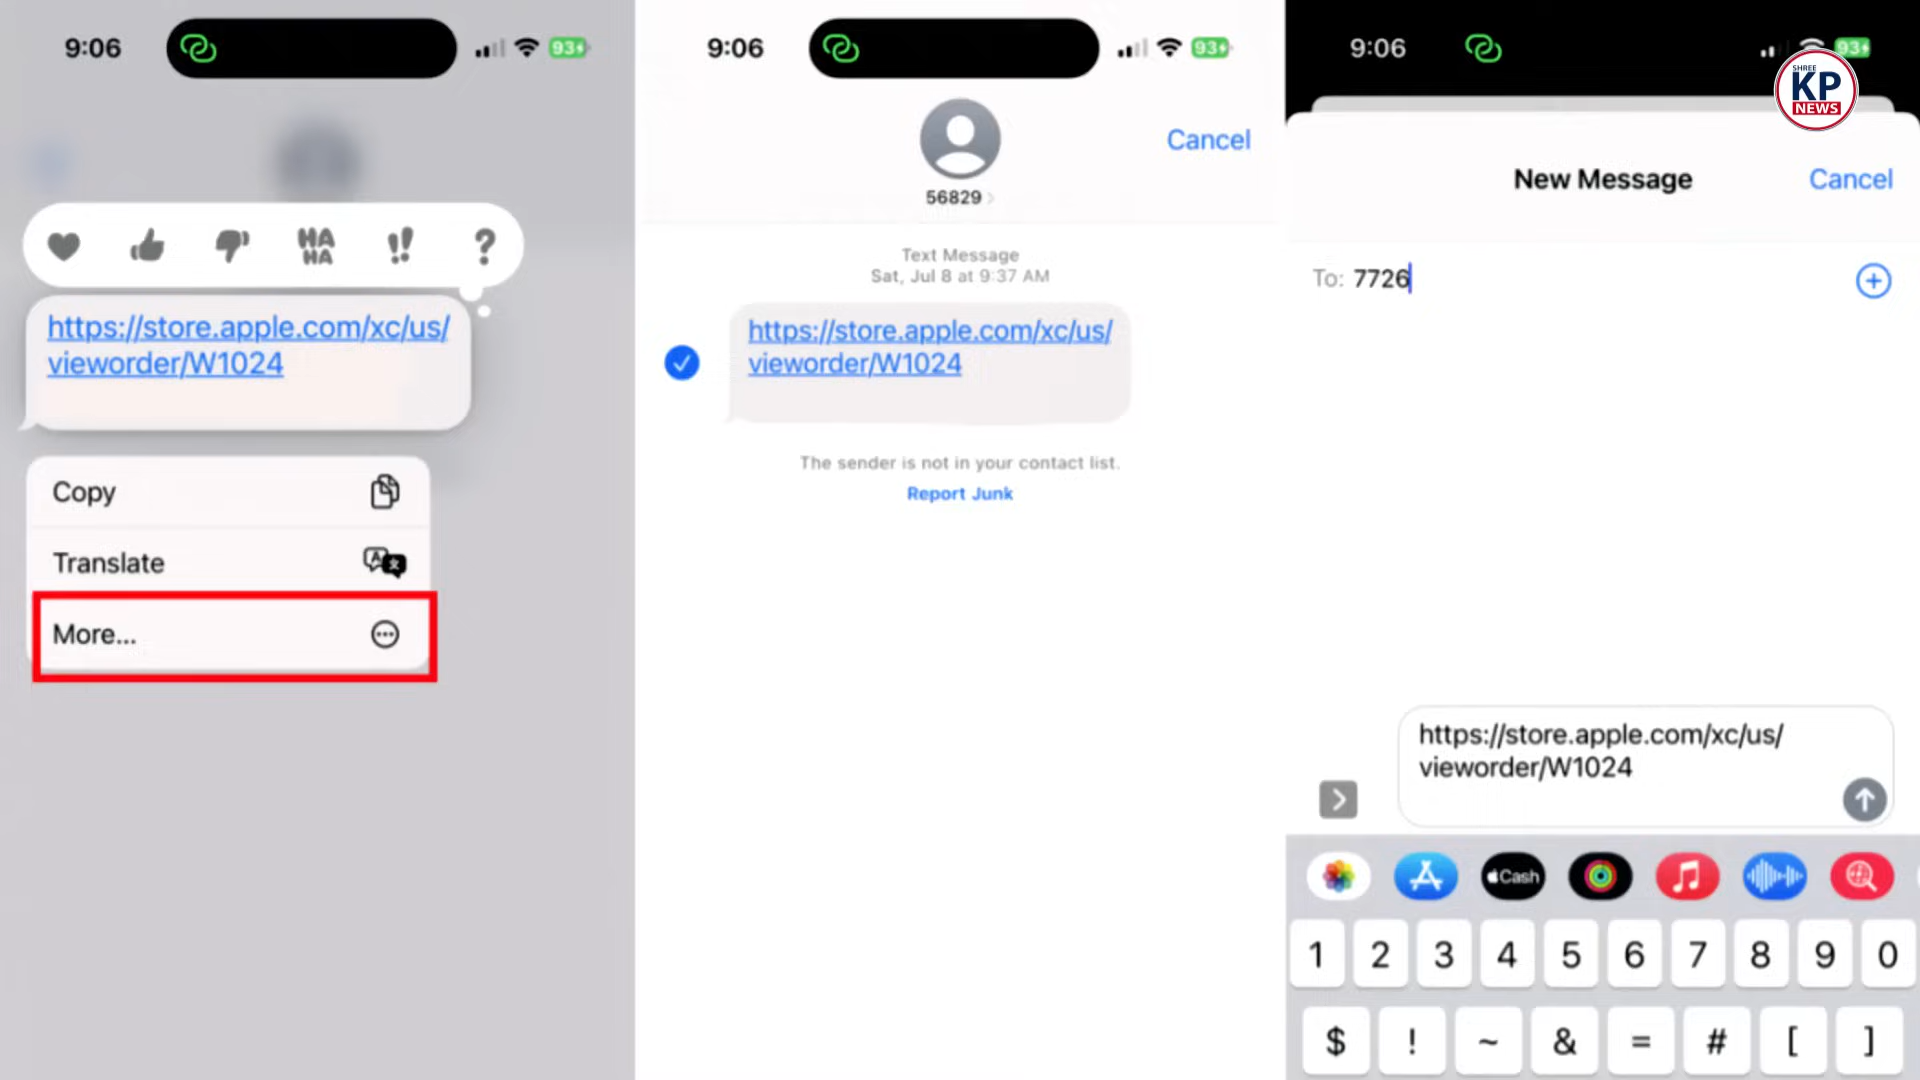 9:06
93
HA
HA
!!
?
https://store.apple.com/xc/us/
vieworder/W1024
Copy
Translate
More...
9:06
93
Cancel
56829
Text Message
Sat, Jul 8 at 9:37 AM
https://store.apple.com/xc/us/
vieworder/W1024
The sender is not in your contact list.
Report Junk
9:06
93
SHREE
KP
NEWS
New Message
Cancel
To: 7726
https://store.apple.com/xc/us/
vieworder/W1024
Cash
1 2 3 4 5 6 7 8 9 0
$ ! ~ & = # [ ]